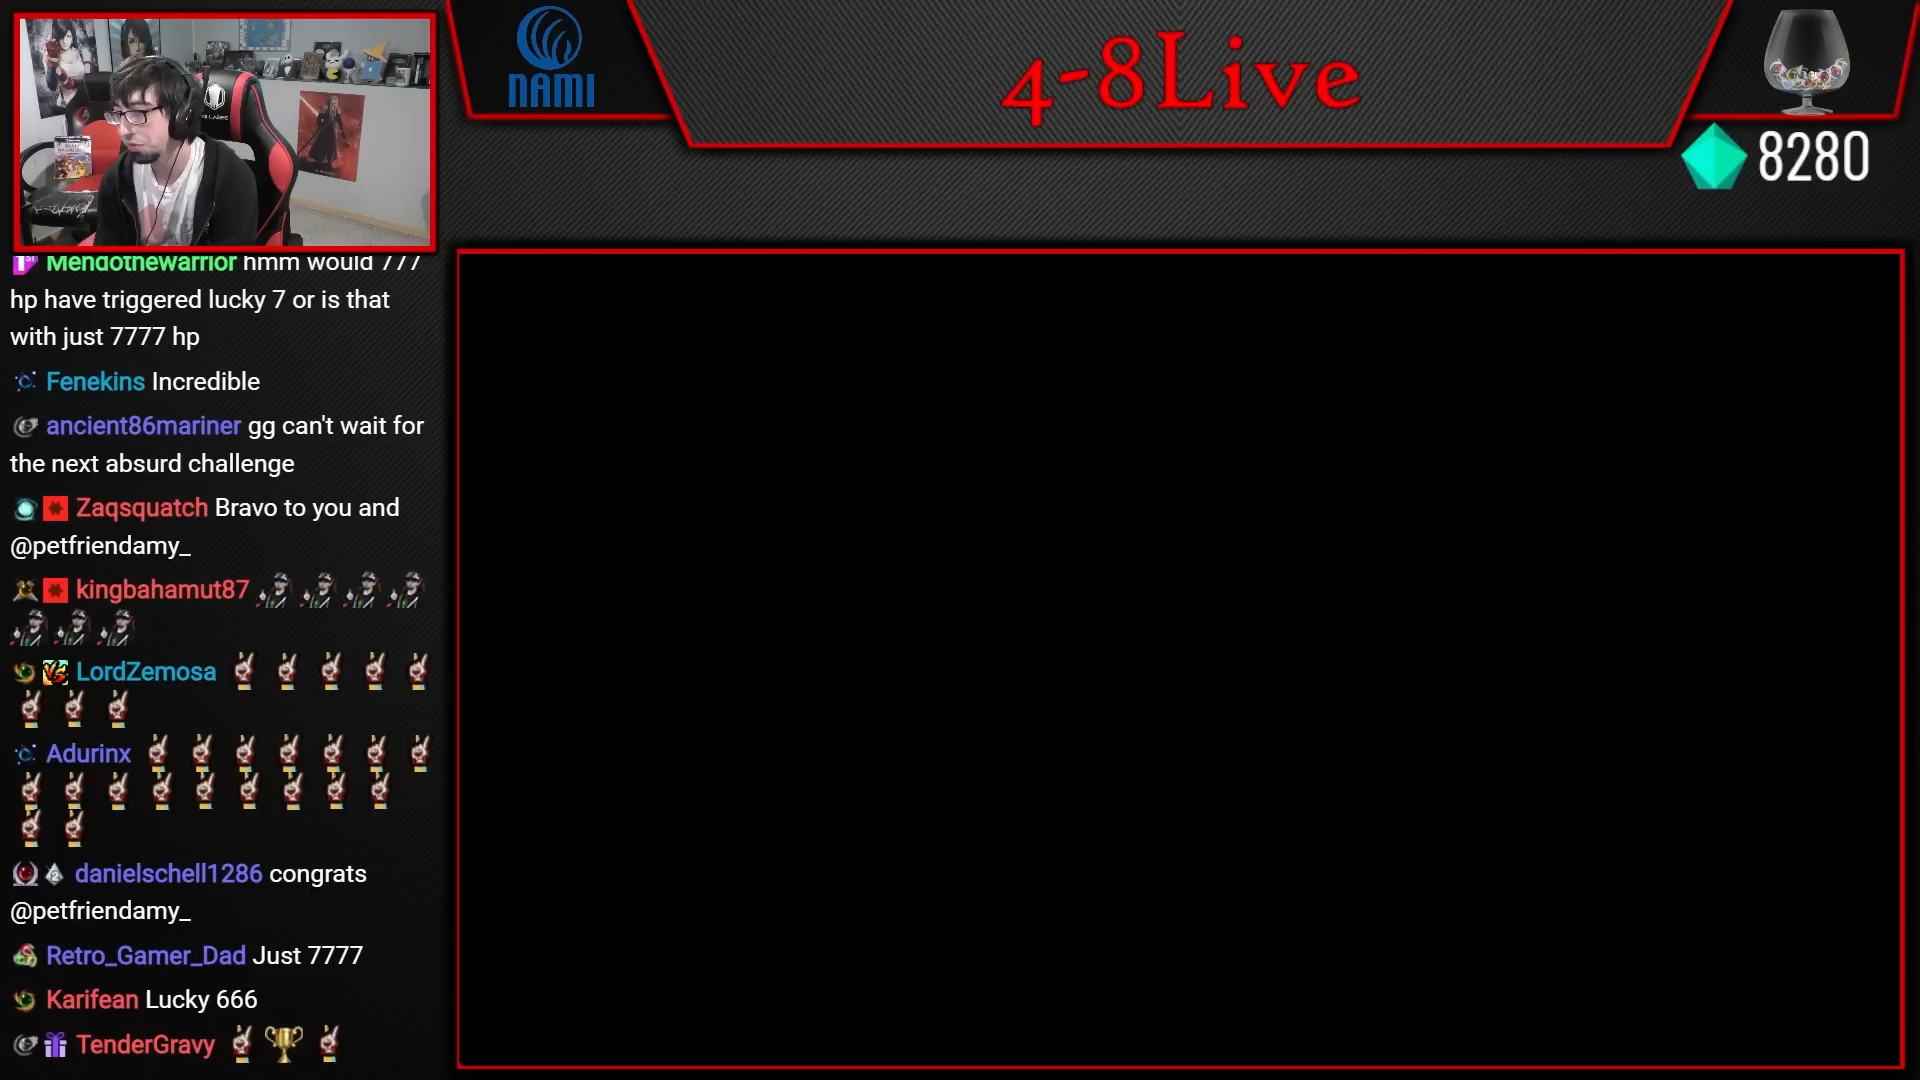 NAMI
4-8Live
8280
Mendothewarrior hmm would 777
hp have triggered lucky 7 or is that
with just 7777 hp
Fenekins Incredible
ancient86mariner gg can't wait for
the next absurd challenge
Zaqsquatch Bravo to you and
@petfriendamy_
kingbahamut87
LordZemosa
Adurinx
danielschell1286 congrats
@petfriendamy_
Retro_Gamer_Dad Just 7777
Karifean Lucky 666
TenderGravy